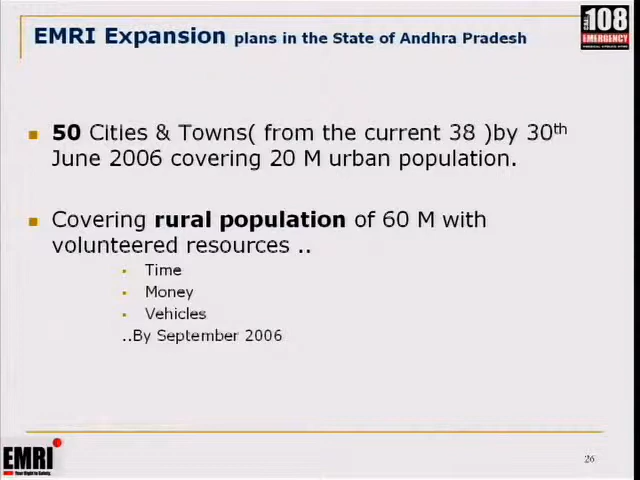 EMRI Expansion plans in the State of Andhra Pradesh
108
EMERGENCY
50 Cities & Towns( from the current 38 )by 30th
June 2006 covering 20 M urban population.
Covering rural population of 60 M with
volunteered resources ..
Time
Money
Vehicles
..By September 2006
EMRI
26